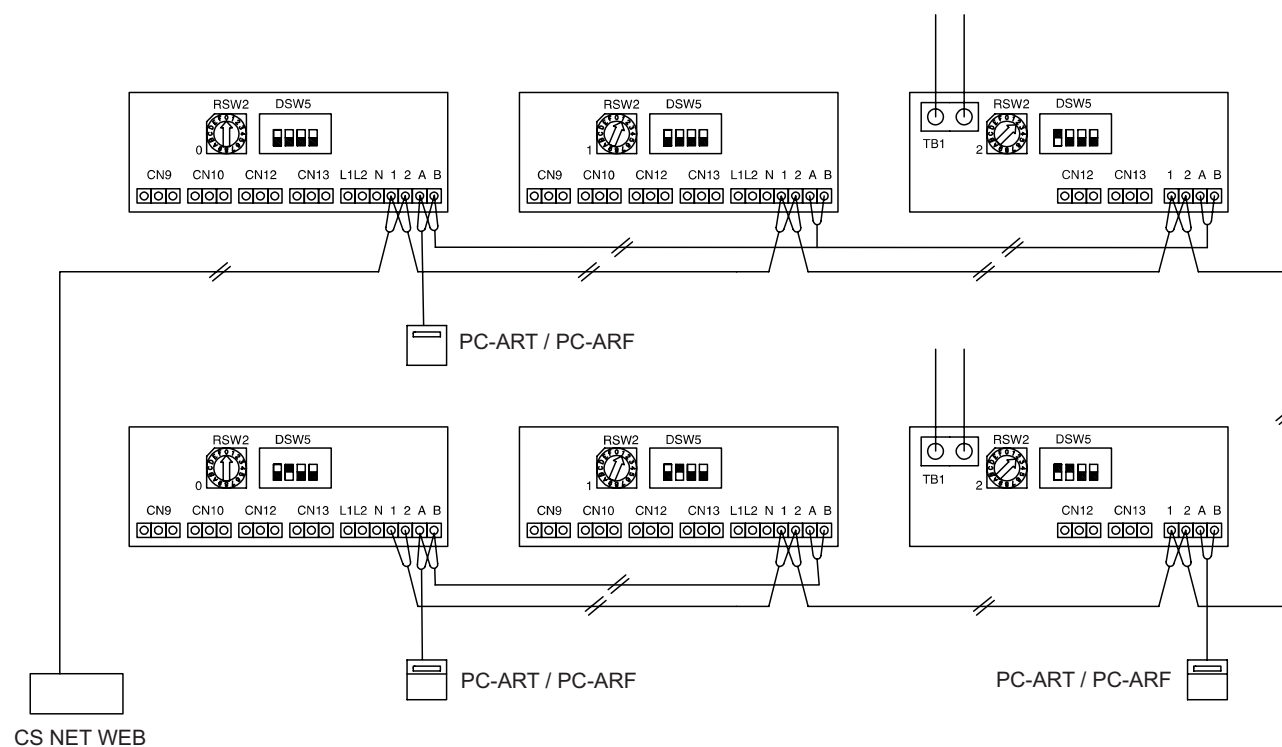 RSW2 DSW5
0
CN9 CN10 CN12 CN13 L1L2 N 1 2 A B
RSW2 DSW5
1
CN9 CN10 CN12 CN13 L1L2 N 1 2 A B
RSW2 DSW5
TB1 2
CN12 CN13 1 2 A B
PC-ART / PC-ARF
RSW2 DSW5
0
CN9 CN10 CN12 CN13 L1L2 N 1 2 A B
RSW2 DSW5
1
CN9 CN10 CN12 CN13 L1L2 N 1 2 A B
RSW2 DSW5
TB1 2
CN12 CN13 1 2 A B
PC-ART / PC-ARF
PC-ART / PC-ARF
CS NET WEB